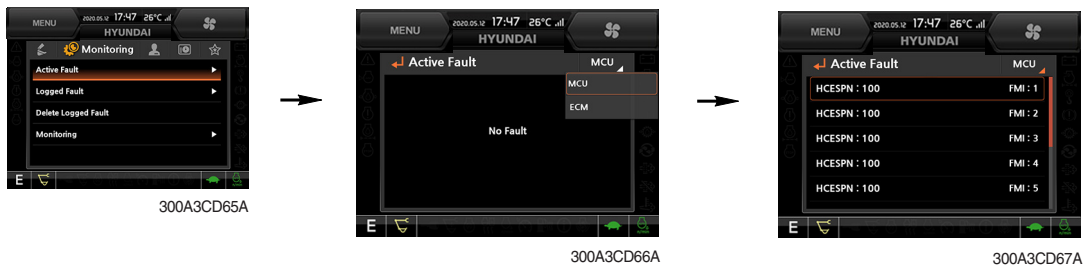 MENU
2020.05.12 17:47 26°C
HYUNDAI
Monitoring
Active Fault
Logged Fault
Delete Logged Fault
Monitoring
E
300A3CD65A
MENU
2020.05.12 17:47 26°C
HYUNDAI
Active Fault MCU
MCU
ECM
No Fault
E
300A3CD66A
MENU
2020.05.12 17:47 26°C
HYUNDAI
Active Fault MCU
HCESPN : 100 FMI : 1
HCESPN : 100 FMI : 2
HCESPN : 100 FMI : 3
HCESPN : 100 FMI : 4
HCESPN : 100 FMI : 5
E
300A3CD67A